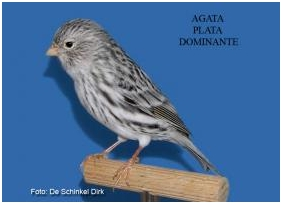 AGATA
PLATA
DOMINANTE
Foto: De Schinkel Dirk